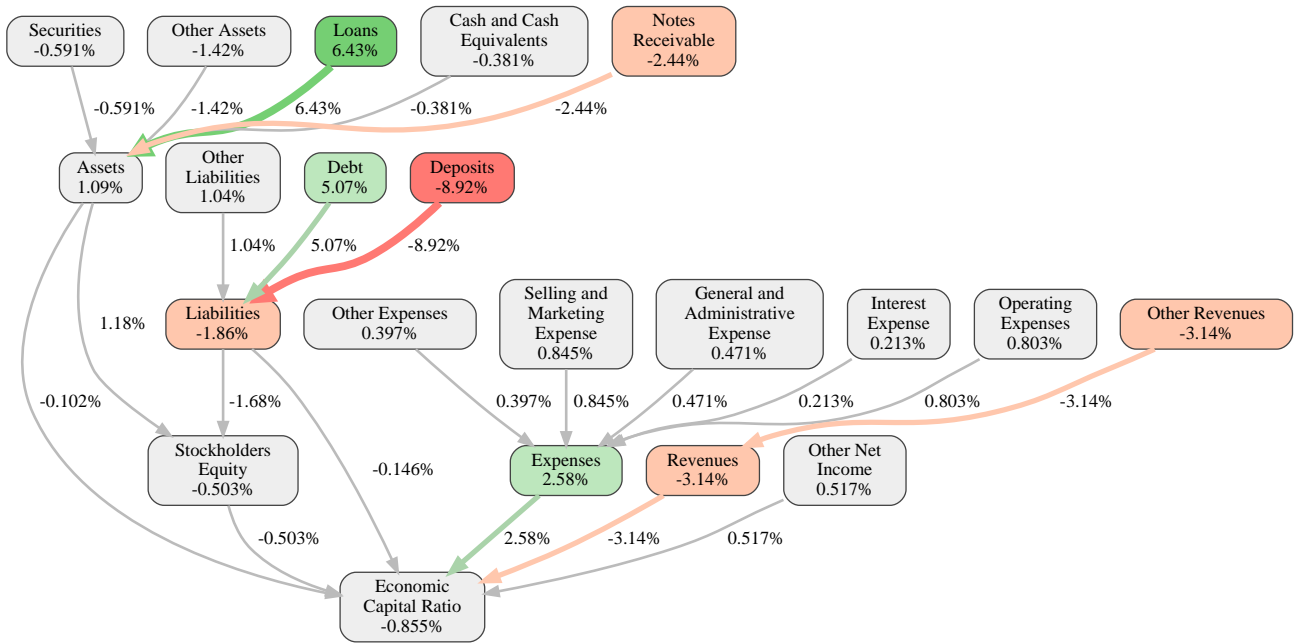 Securities
-0.591%
Other Assets
-1.42%
Loans
6.43%
Cash and Cash
Equivalents
-0.381%
Notes
Receivable
-2.44%
-0.591%
-1.42%
6.43%
-0.381%
-2.44%
Assets
1.09%
Other
Liabilities
1.04%
Debt
5.07%
Deposits
-8.92%
1.04%
5.07%
-8.92%
Liabilities
-1.86%
Other Expenses
0.397%
Selling and
Marketing
Expense
0.845%
General and
Administrative
Expense
0.471%
Interest
Expense
0.213%
Operating
Expenses
0.803%
Other Revenues
-3.14%
1.18%
-0.102%
-1.68%
0.397%
0.845%
0.471%
0.213%
0.803%
-3.14%
Stockholders
Equity
-0.503%
-0.146%
Expenses
2.58%
Revenues
-3.14%
Other Net
Income
0.517%
-0.503%
2.58%
-3.14%
0.517%
Economic
Capital Ratio
-0.855%